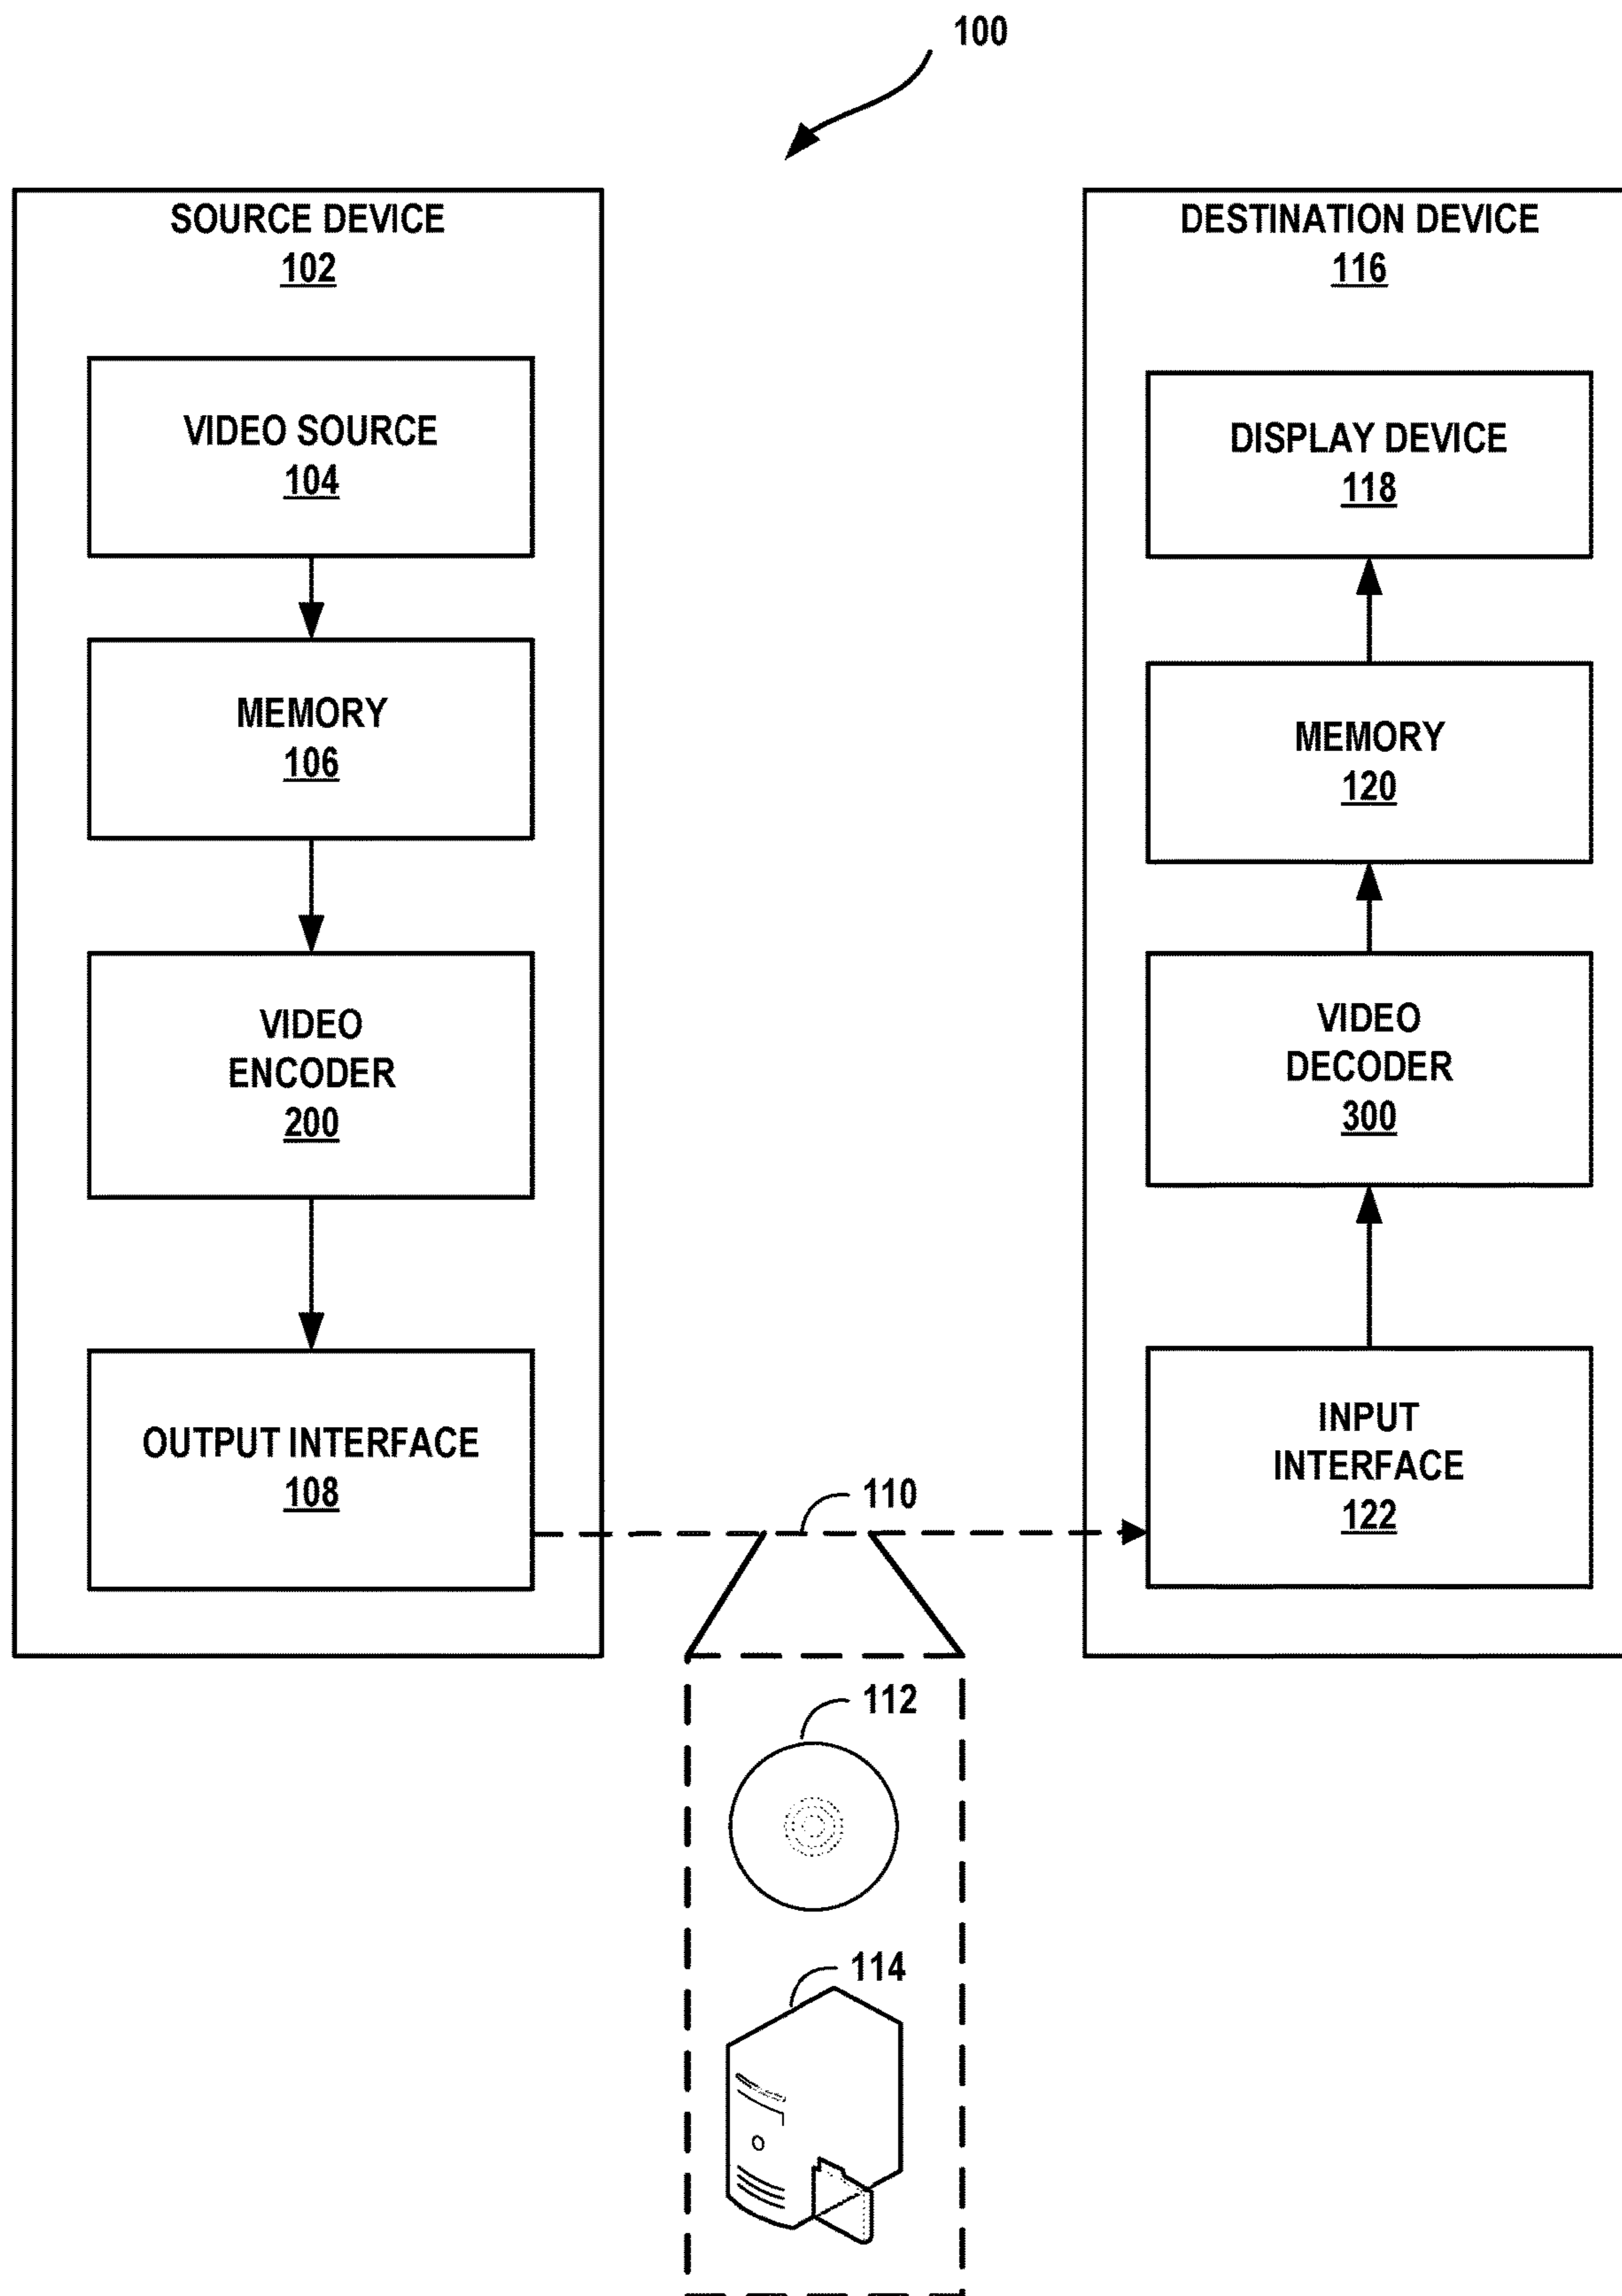 100
SOURCE DEVICE
102
VIDEO SOURCE
104
MEMORY
106
VIDEO
ENCODER
200
OUTPUT INTERFACE
108
DESTINATION DEVICE
116
DISPLAY DEVICE
118
MEMORY
120
VIDEO
DECODER
300
INPUT
INTERFACE
122
110
112
114